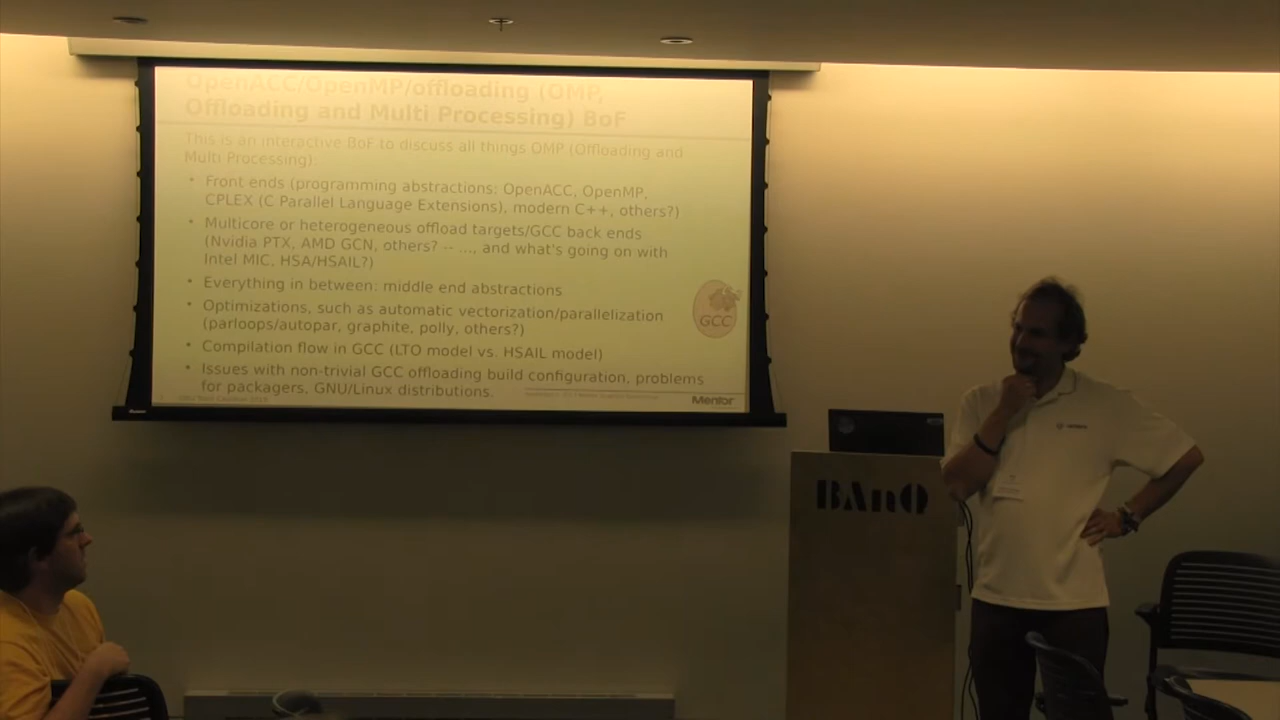 OpenACC/OpenMP/offloading (OMP,
Offloading and Multi Processing) BoF
This is an interactive BoF to discuss all things OMP (Offloading and
Multi Processing):
• Front ends (programming abstractions: OpenACC, OpenMP,
CPLEX (C Parallel Language Extensions), modern C++, others?)
• Multicore or heterogeneous offload targets/GCC back ends
(Nvidia PTX, AMD GCN, others? -- ..., and what's going on with
Intel MIC, HSA/HSAIL?)
• Everything in between: middle end abstractions
• Optimizations, such as automatic vectorization/parallelization
(parloops/autopar, graphite, polly, others?)
• Compilation flow in GCC (LTO model vs. HSAIL model)
• Issues with non-trivial GCC offloading build configuration, problems
for packagers, GNU/Linux distributions.
GCC
Mentor
BAnQ